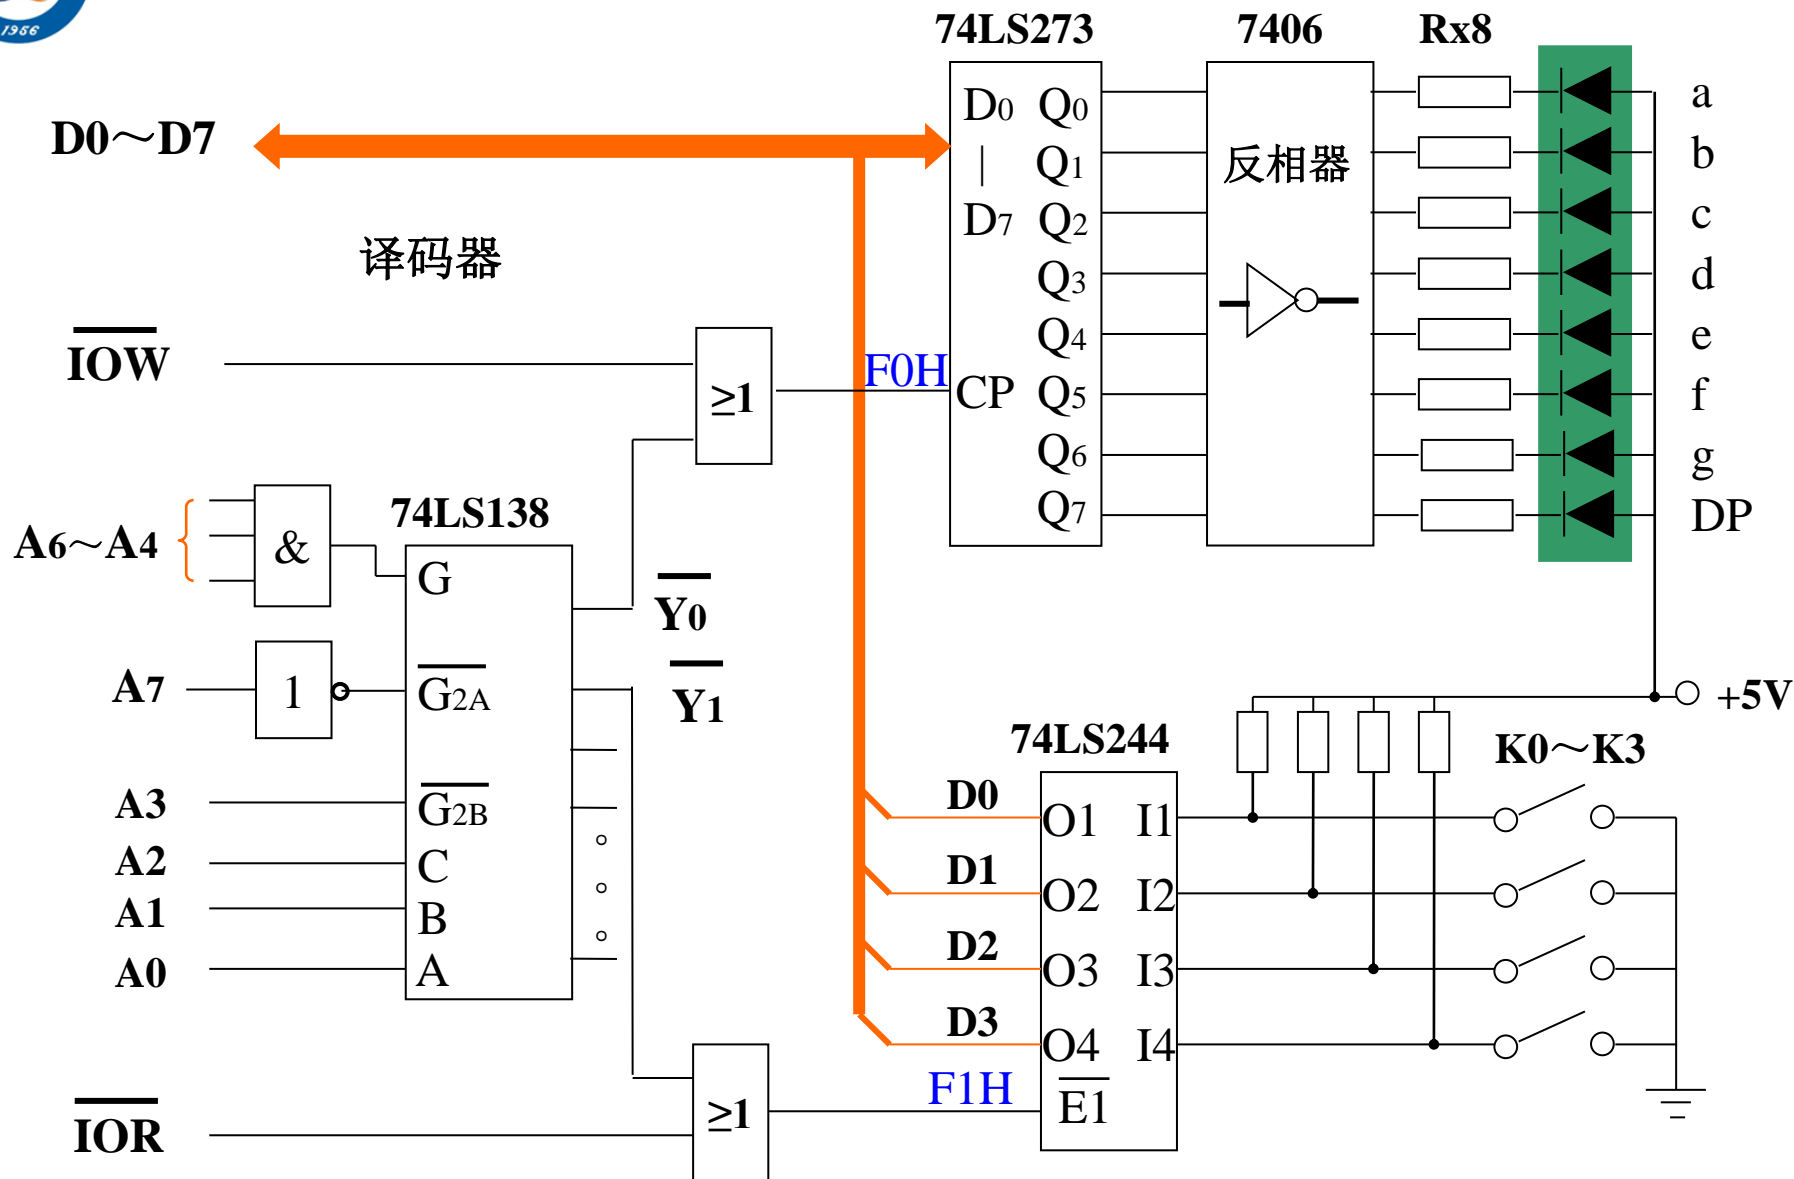 1956
74LS273
7406
Rx8
D0～D7
D0 Q0
| Q1
D7 Q2
Q3
Q4
CP Q5
Q6
Q7
反相器
a
b
c
d
e
f
g
DP
译码器
IOW
≥1
F0H
A6～A4
&
74LS138
G
G2A
G2B
C
B
A
Y0
Y1
A7
1
A3
A2
A1
A0
+5V
74LS244
K0～K3
D0
D1
D2
D3
O1 I1
O2 I2
O3 I3
O4 I4
E1
F1H
≥1
IOR